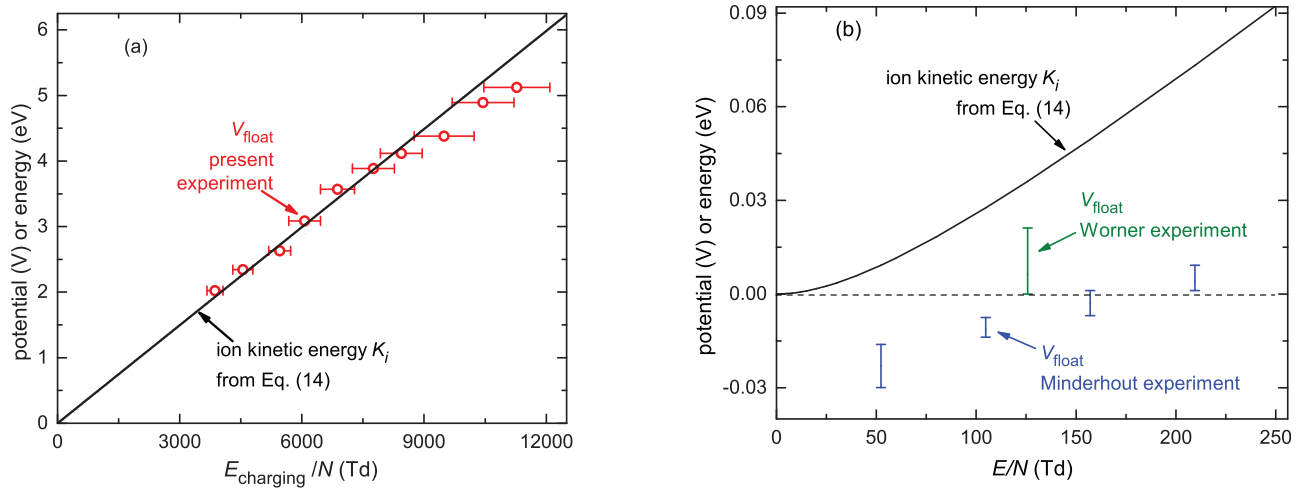 (a)
6
5
4
3
2
1
0
potential (V) or energy (eV)
V_float
present
experiment
ion kinetic energy K_i
from Eq. (14)
0 3000 6000 9000 12000
E_charging /N (Td)
(b)
0.09
0.06
0.03
0.00
-0.03
potential (V) or energy (eV)
ion kinetic energy K_i
from Eq. (14)
V_float
Worner experiment
V_float
Minderhout experiment
0 50 100 150 200 250
E/N (Td)